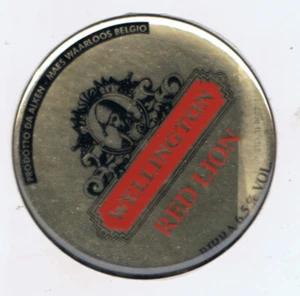 PRODOTTO DA ALKEN - MAES WAARLOOS BELGIO
WELLINGTON
RED LION
BIRRA 6.5% VOL.